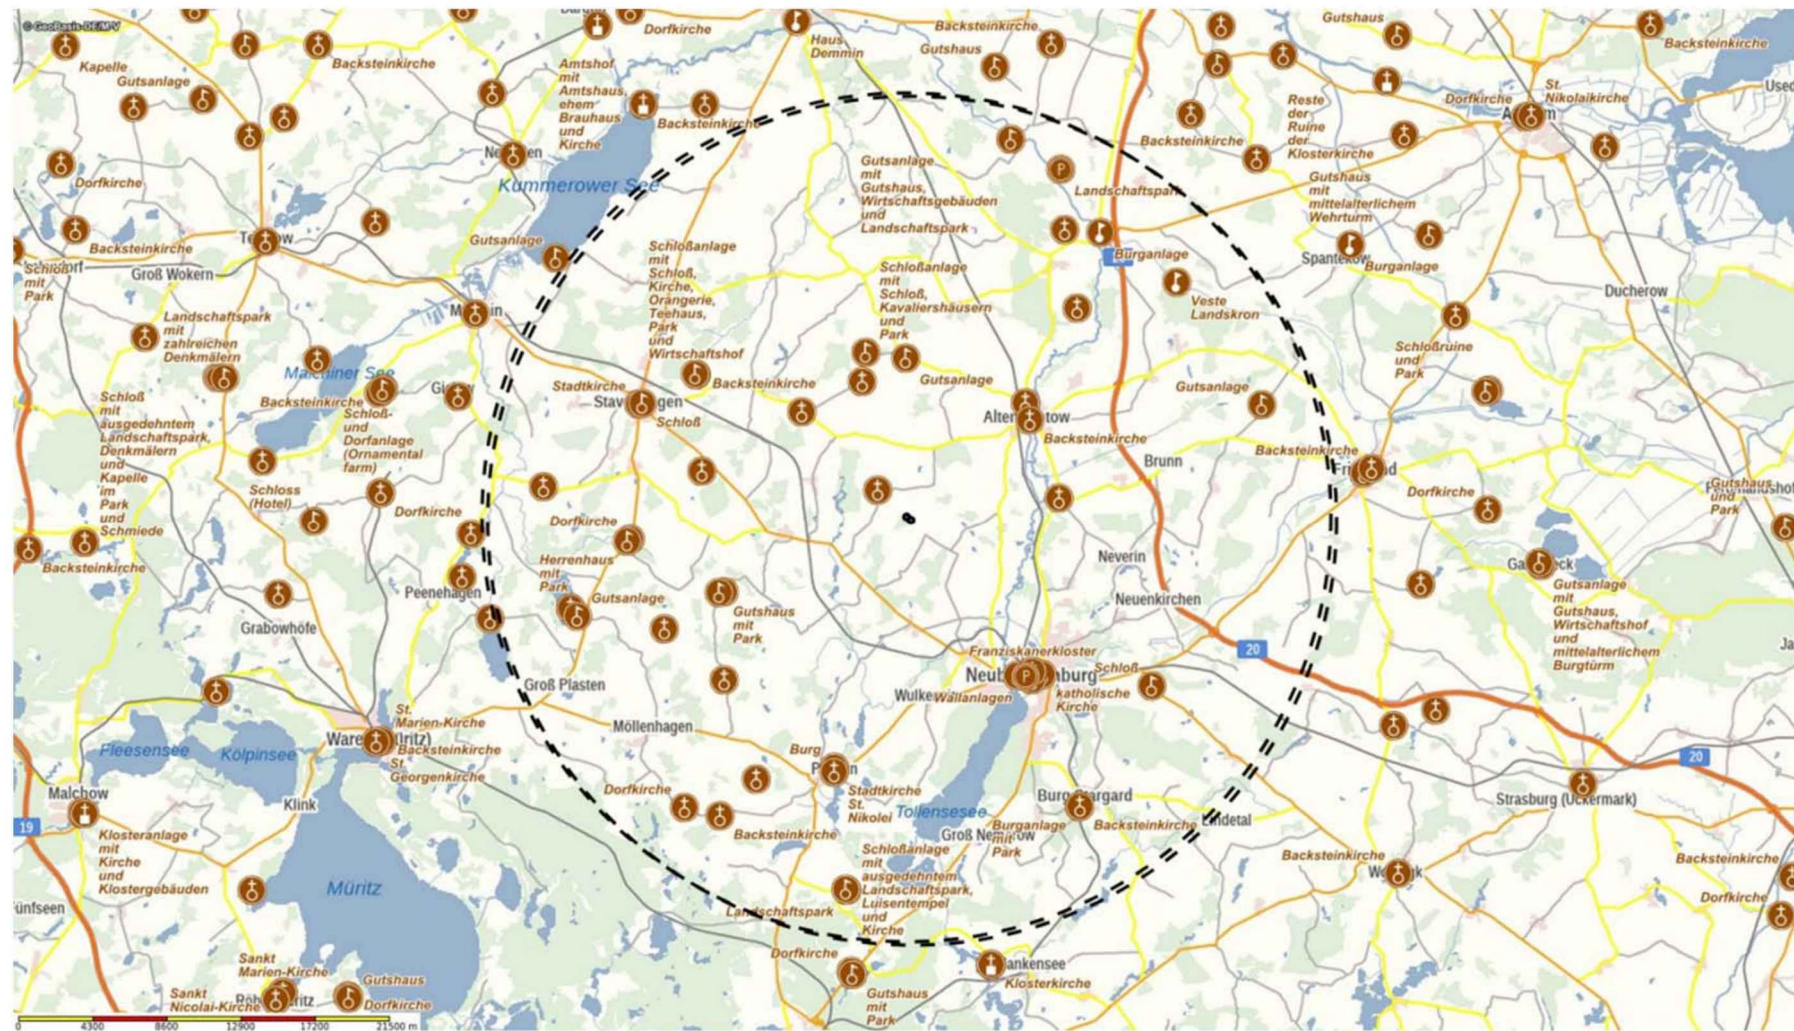 © GeoBasis-DE/M-V
Dorfkirche
Haus
Demmin
Backsteinkirche
Gutshaus
Gutshaus
Backsteinkirche
Kapelle
Gutsanlage
Backsteinkirche
Amtshof
mit
Amtshaus,
ehem
Brauhaus
und
Kirche
Backsteinkirche
Kummerower See
Dorfkirche
Backsteinkirche
Groß Wokern
Schloß
mit
Park
Gutsanlage
Gutsanlage
mit
Gutshaus,
Wirtschaftsgebäuden
und
Landschaftspark
Landschaftspark
Backsteinkirche
Reste
der
Ruine
der
Klosterkirche
Dorfkirche
St.
Nikolaikirche
Gutshaus
mit
mittelalterlichem
Wehrturm
Spantekow
Burganlage
Burganlage
Veste
Landskron
Ducherow
Schloßanlage
mit
Schloß,
Kirche,
Orangerie,
Teehaus,
Park
und
Wirtschaftshof
Schloßanlage
mit
Schloß,
Kavaliershäusern
und
Park
Gutsanlage
Landschaftspark
mit
zahlreichen
Denkmälern
Malchiner See
Backsteinkirche
Schloß-
und
Dorfanlage
(Ornamental
farm)
Schloß
mit
ausgedehntem
Landschaftspark,
Denkmälern
und
Kapelle
im
Park
und
Schmiede
Backsteinkirche
Schloss
(Hotel)
Dorfkirche
Stadtkirche
Schloß
Backsteinkirche
Backsteinkirche
Gutsanlage
Schloßruine
und
Park
Backsteinkirche
Brunn
Dorfkirche
Gutshaus
und
Park
Dorfkirche
Herrenhaus
mit
Park
Gutsanlage
Gutshaus
mit
Park
Neverin
Neuenkirchen
Gutsanlage
mit
Gutshaus,
Wirtschaftshof
und
mittelalterlichem
Burgturm
Peenehagen
Grabowhöfe
Groß Plasten
Möllenhagen
Franziskanerkloster
Wallanlagen
katholische
Kirche
Schloß
20
20
St.
Marien-Kirche
Backsteinkirche
St.
Georgenkirche
Fleesensee
Kölpinsee
Malchow
Klink
19
Klosteranlage
mit
Kirche
und
Klostergebäuden
Müritz
Burg
Stadtkirche
St.
Nikolei
Dorfkirche
Backsteinkirche
Tollensesee
Burganlage
mit
Park
Backsteinkirche
Lindetal
Strasburg (Uckermark)
Backsteinkirche
Backsteinkirche
Dorfkirche
Schloßanlage
mit
ausgedehntem
Landschaftspark,
Luisentempel
und
Kirche
Landschaftspark
Dorfkirche
Gutshaus
mit
Park
Klosterkirche
Sankt
Marien-Kirche
Sankt
Nicolai-Kirche
Gutshaus
Dorfkirche
0 4300 8600 12900 17200 21500 m